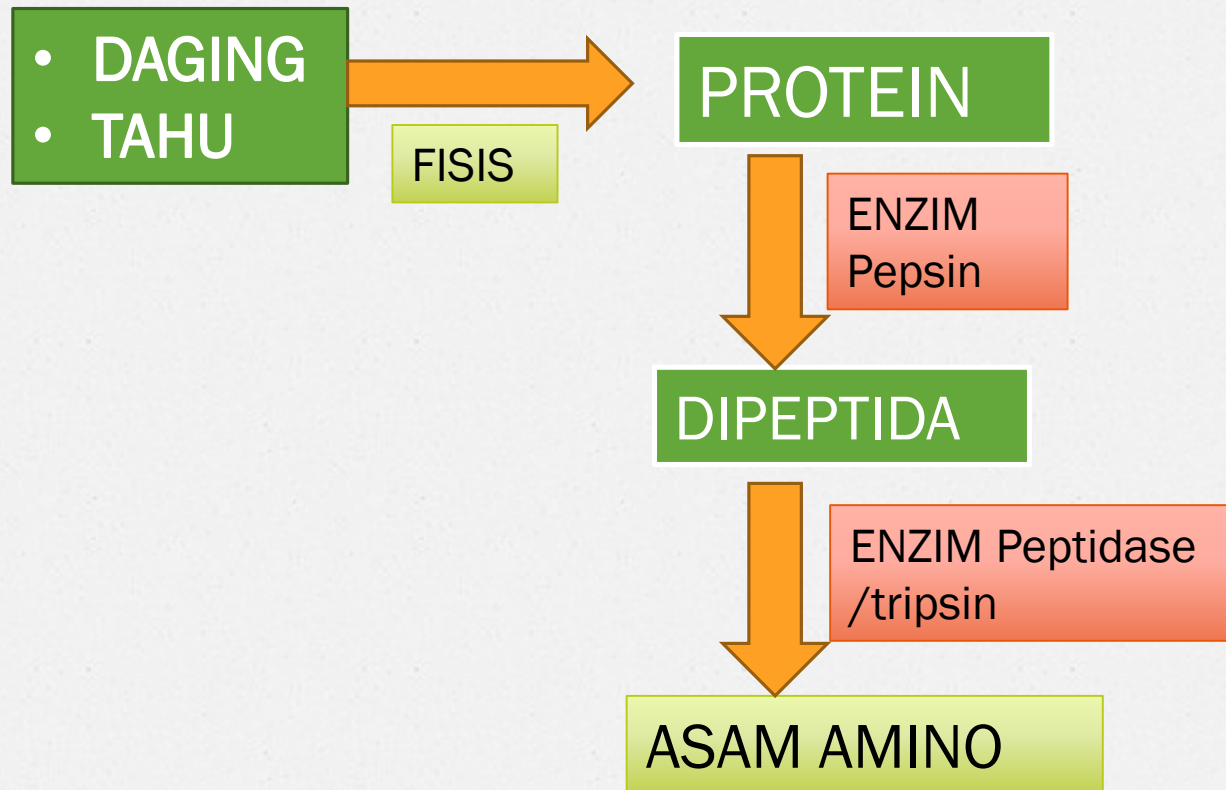 • DAGING
• TAHU
FISIS
PROTEIN
ENZIM
Pepsin
DIPEPTIDA
ENZIM Peptidase
/tripsin
ASAM AMINO